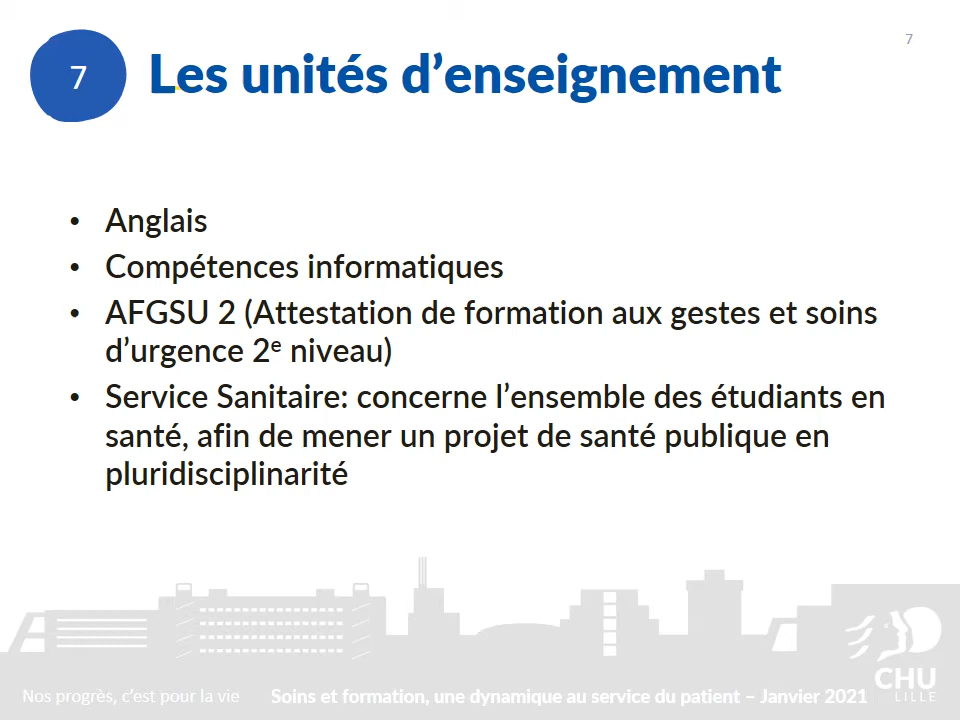 7
7
Les unités d’enseignement
• Anglais
• Compétences informatiques
• AFGSU 2 (Attestation de formation aux gestes et soins
d’urgence 2e niveau)
• Service Sanitaire: concerne l’ensemble des étudiants en
santé, afin de mener un projet de santé publique en
pluridisciplinarité
Nos progrès, c’est pour la vie
Soins et formation, une dynamique au service du patient – Janvier 2021
CHU
LILLE